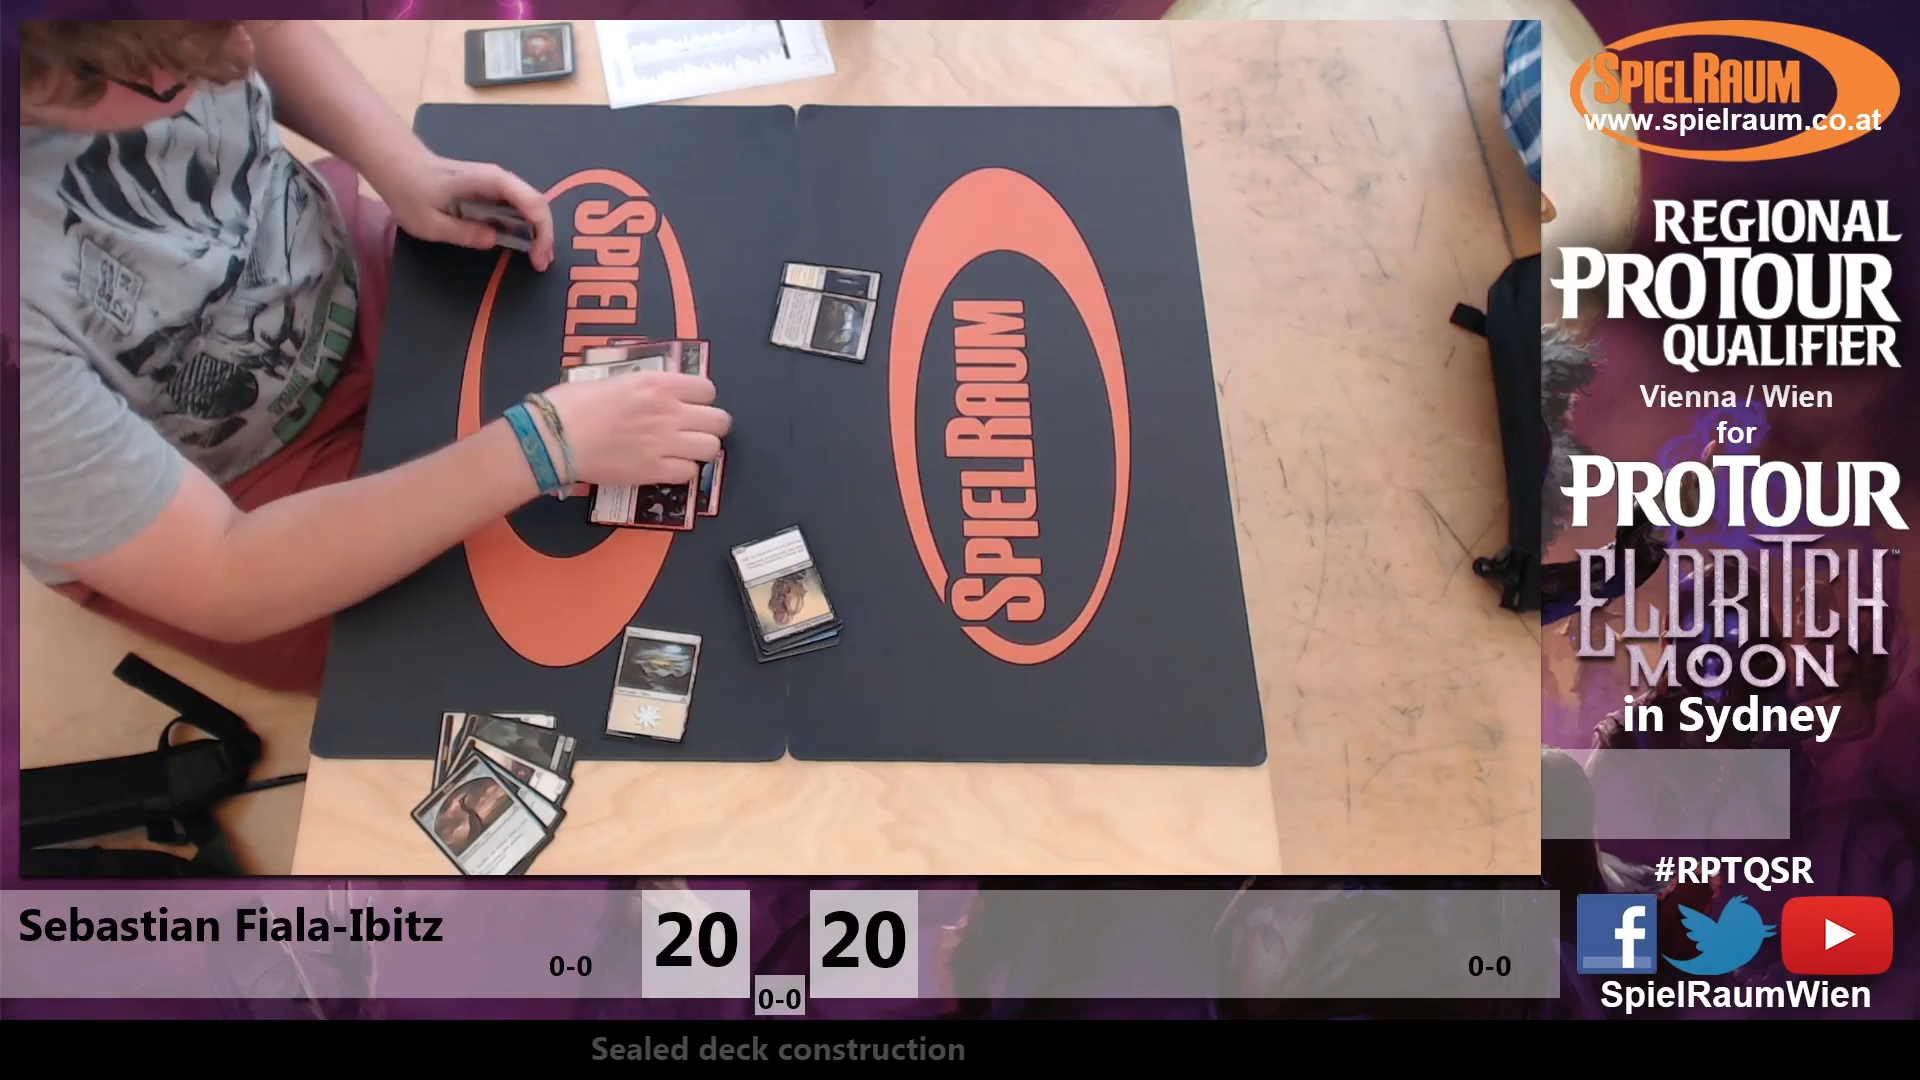 SPIELRAUM
www.spielraum.co.at
REGIONAL
PROTOUR
QUALIFIER
Vienna / Wien
for
PROTOUR
ELDRITCH
MOON
in Sydney
SPIELRAUM
#RPTQSR
SpielRaumWien
Sebastian Fiala-Ibitz
0-0
20
20
0-0
0-0
Sealed deck construction